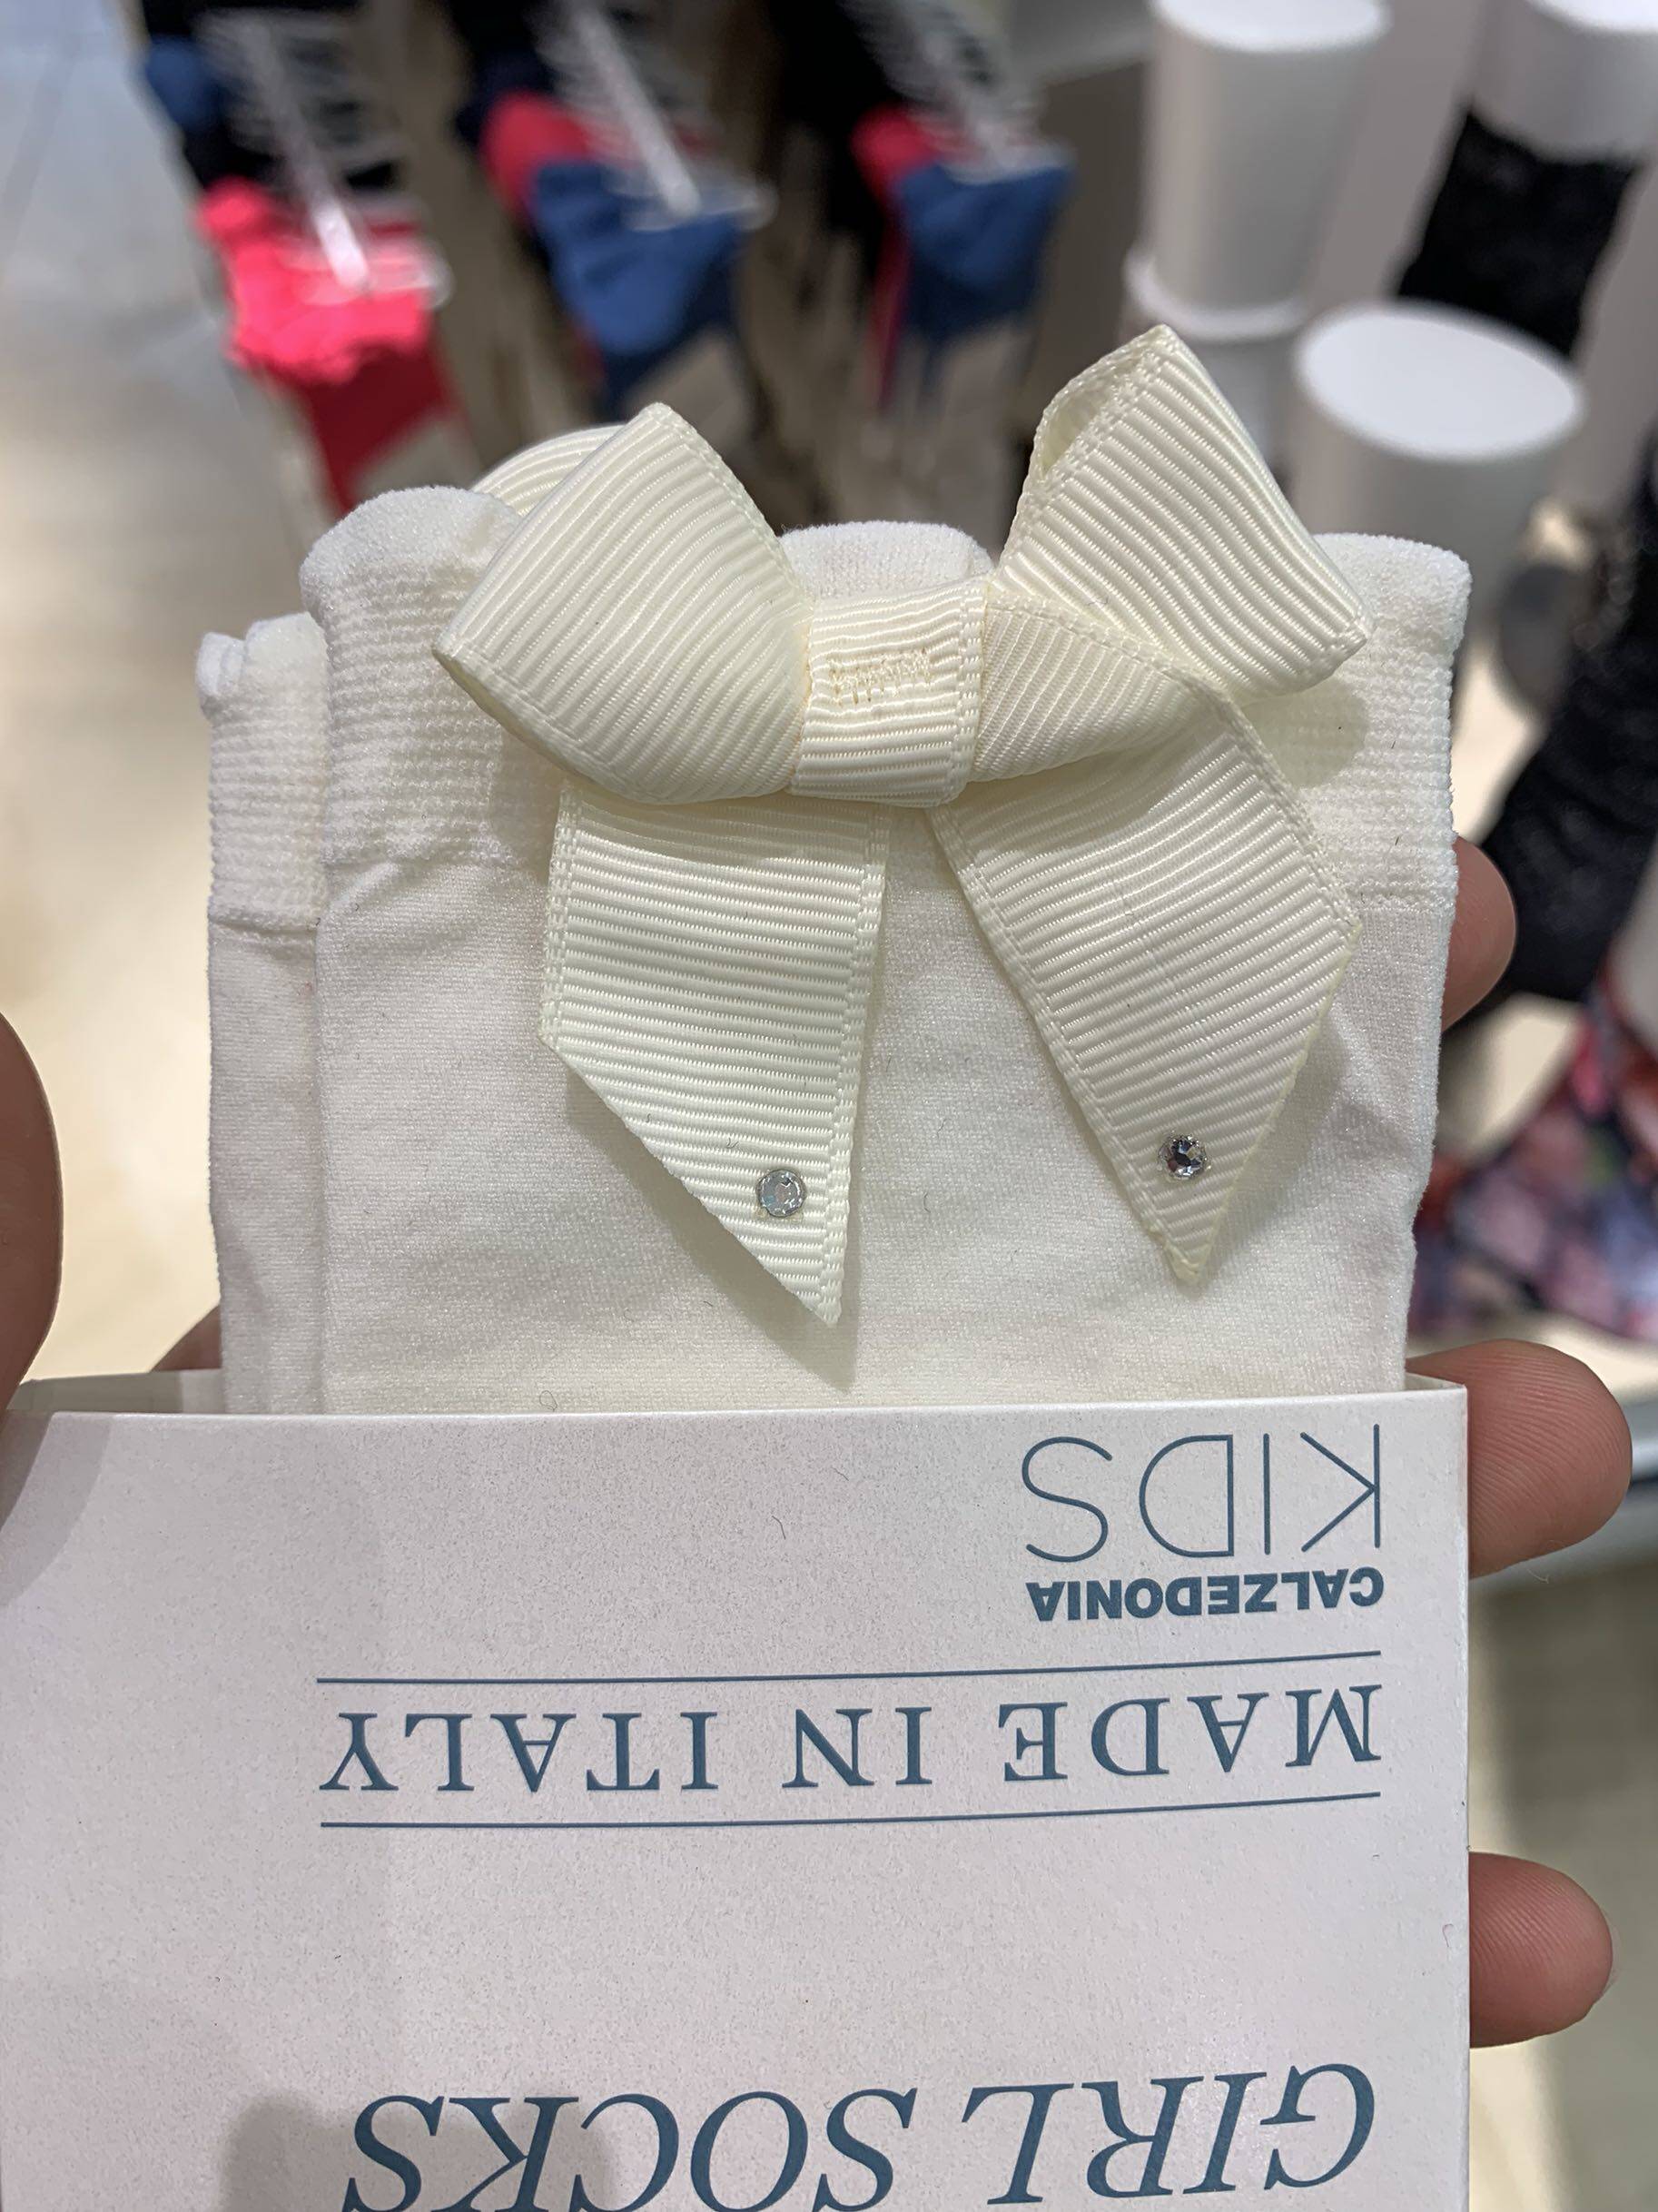 GIRL SOCKS
MADE IN ITALY
CALZEDONIA
KIDS